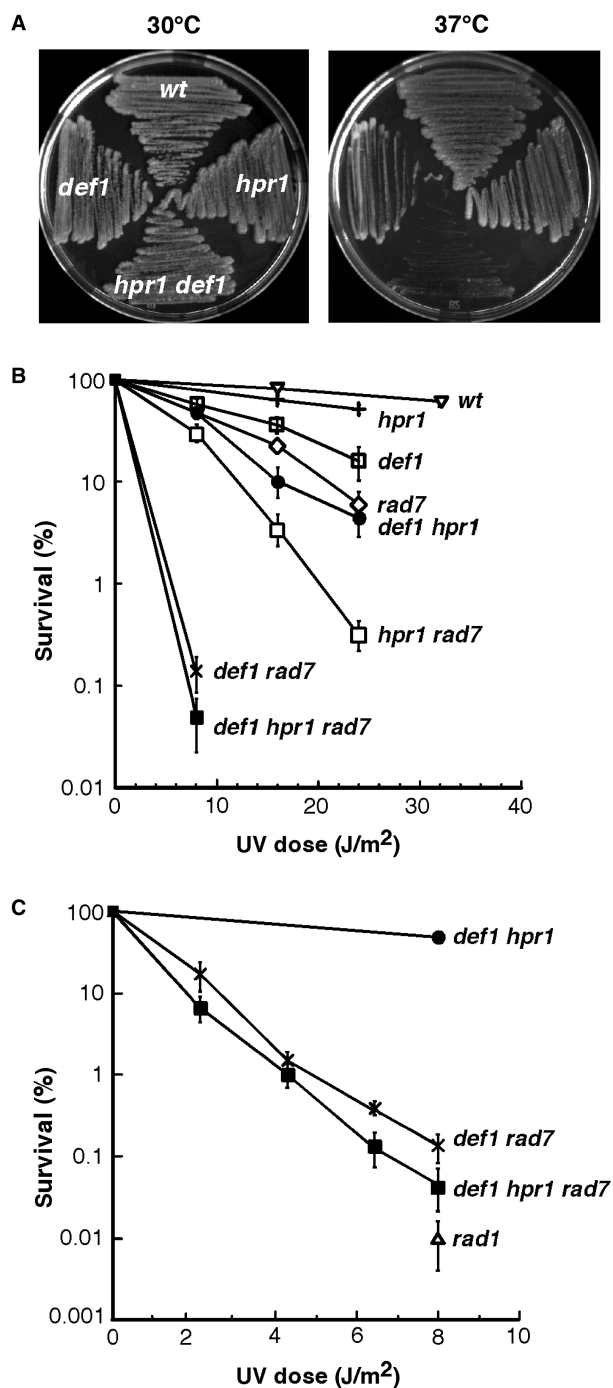 A
30°C
37°C
wt
def1
hpr1
hpr1 def1
B
100
10
1
0.1
0.01
0
10
20
30
40
Survival (%)
UV dose (J/m²)
wt
hpr1
def1
rad7
def1 hpr1
hpr1 rad7
def1 rad7
def1 hpr1 rad7
C
100
10
1
0.1
0.01
0.001
0
2
4
6
8
10
Survival (%)
UV dose (J/m²)
def1 hpr1
def1 rad7
def1 hpr1 rad7
rad1